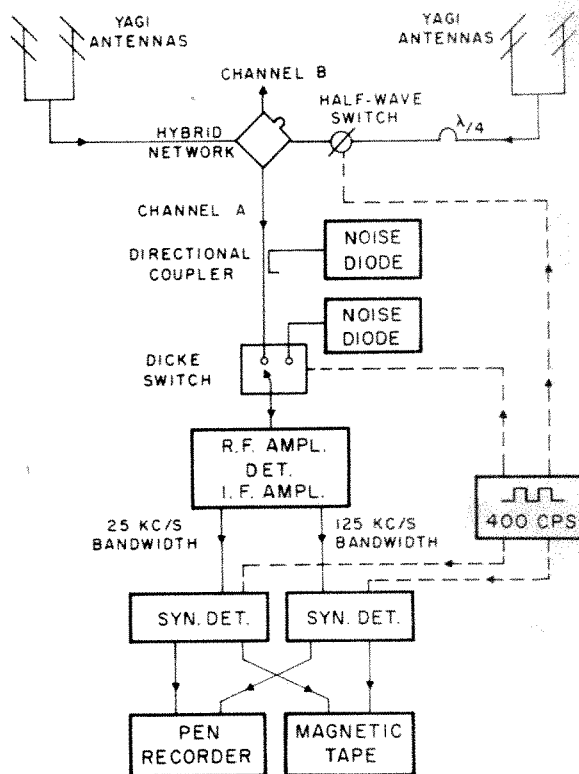 YAGI
ANTENNAS
YAGI
ANTENNAS
CHANNEL B
HALF-WAVE
SWITCH
λ/4
HYBRID
NETWORK
CHANNEL A
DIRECTIONAL
COUPLER
NOISE
DIODE
NOISE
DIODE
DICKE
SWITCH
R.F. AMPL.
DET.
I.F. AMPL.
400 CPS
25 KC/S
BANDWIDTH
125 KC/S
BANDWIDTH
SYN. DET.
SYN. DET.
PEN
RECORDER
MAGNETIC
TAPE